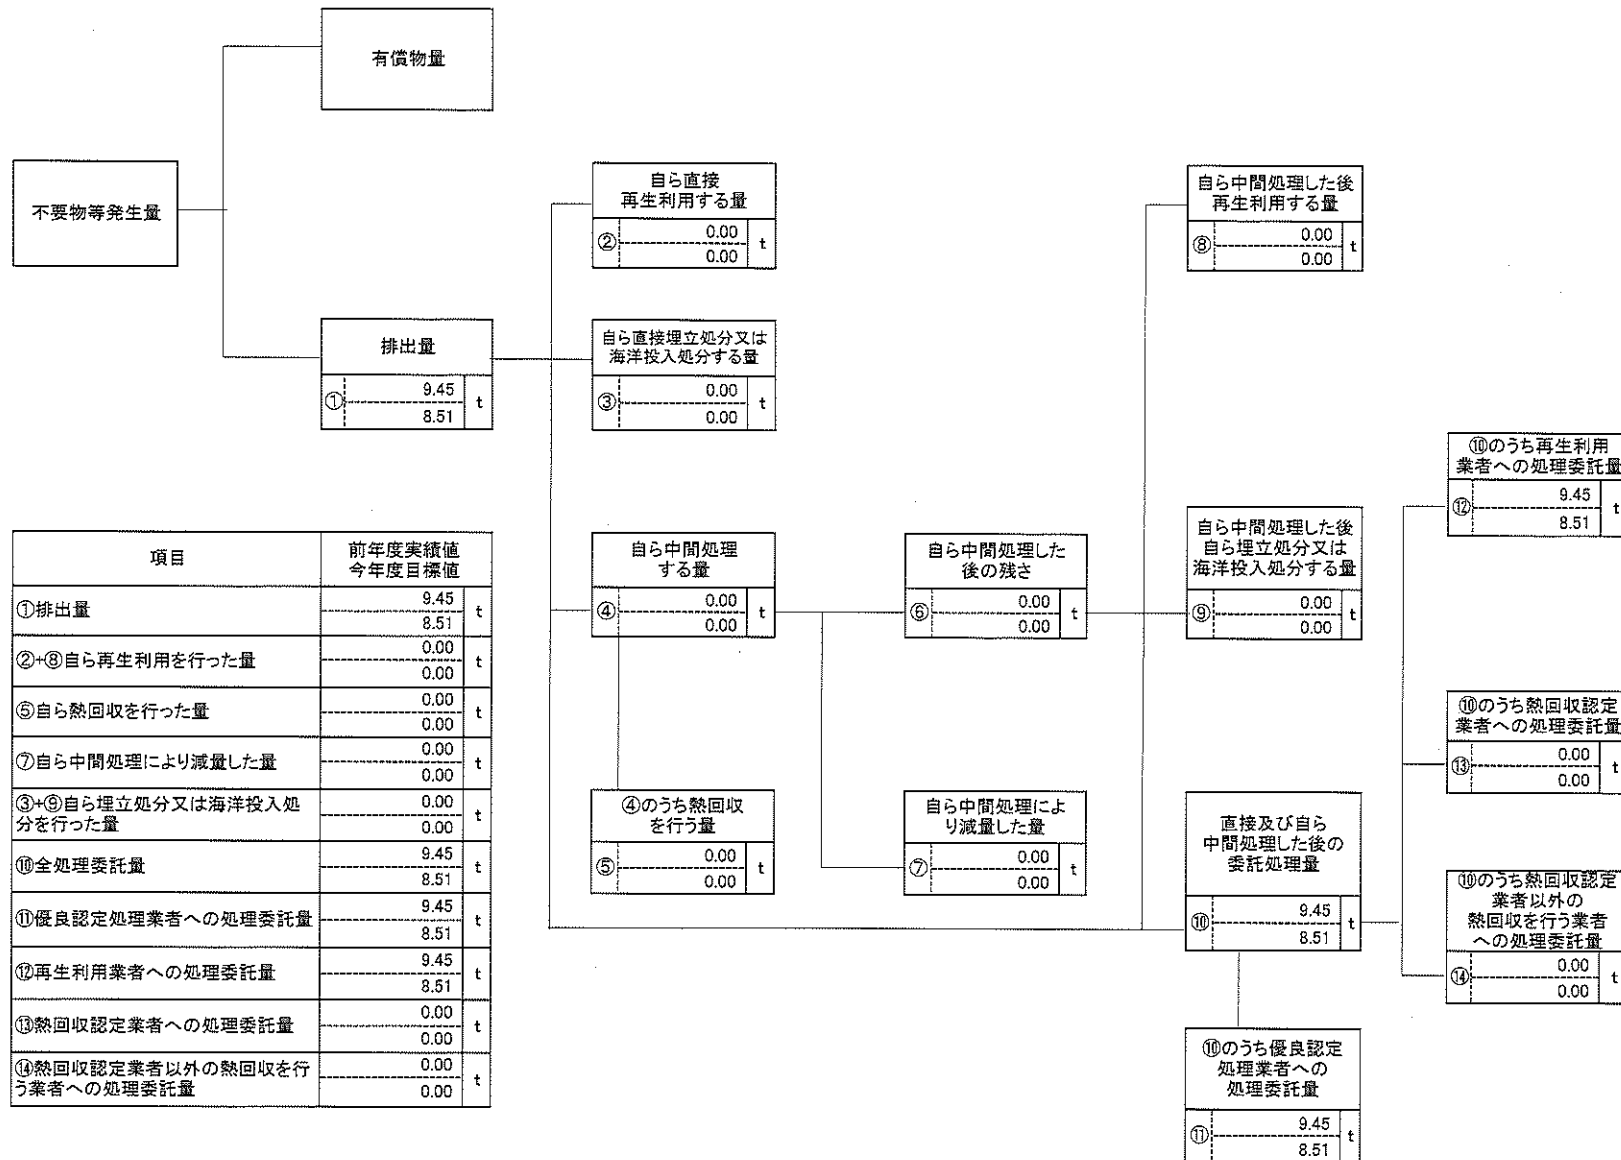 有償物量
不要物等発生量
排出量
① 9.45 t
8.51
自ら直接
再生利用する量
② 0.00 t
0.00
自ら直接埋立処分又は
海洋投入処分する量
③ 0.00 t
0.00
自ら中間処理
する量
④ 0.00 t
0.00
④のうち熱回収
を行う量
⑤ 0.00 t
0.00
自ら中間処理した
後の残さ
⑥ 0.00 t
0.00
自ら中間処理によ
り減量した量
⑦ 0.00 t
0.00
自ら中間処理した後
再生利用する量
⑧ 0.00 t
0.00
自ら中間処理した後
自ら埋立処分又は
海洋投入処分する量
⑨ 0.00 t
0.00
直接及び自ら
中間処理した後の
委託処理量
⑩ 9.45 t
8.51
⑩のうち優良認定
処理業者への
処理委託量
⑪ 9.45 t
8.51
⑩のうち再生利用
業者への処理委託量
⑫ 9.45 t
8.51
⑩のうち熱回収認定
業者への処理委託量
⑬ 0.00 t
0.00
⑩のうち熱回収認定
業者以外の
熱回収を行う業者
への処理委託量
⑭ 0.00 t
0.00
項目 前年度実績値
今年度目標値
①排出量 9.45 t
8.51
②+⑧自ら再生利用を行った量 0.00 t
0.00
⑤自ら熱回収を行った量 0.00 t
0.00
⑦自ら中間処理により減量した量 0.00 t
0.00
③+⑨自ら埋立処分又は海洋投入処 0.00 t
分を行った量 0.00
⑩全処理委託量 9.45 t
8.51
⑪優良認定処理業者への処理委託量 9.45 t
8.51
⑫再生利用業者への処理委託量 9.45 t
8.51
⑬熱回収認定業者への処理委託量 0.00 t
0.00
⑭熱回収認定業者以外の熱回収を行 0.00 t
う業者への処理委託量 0.00